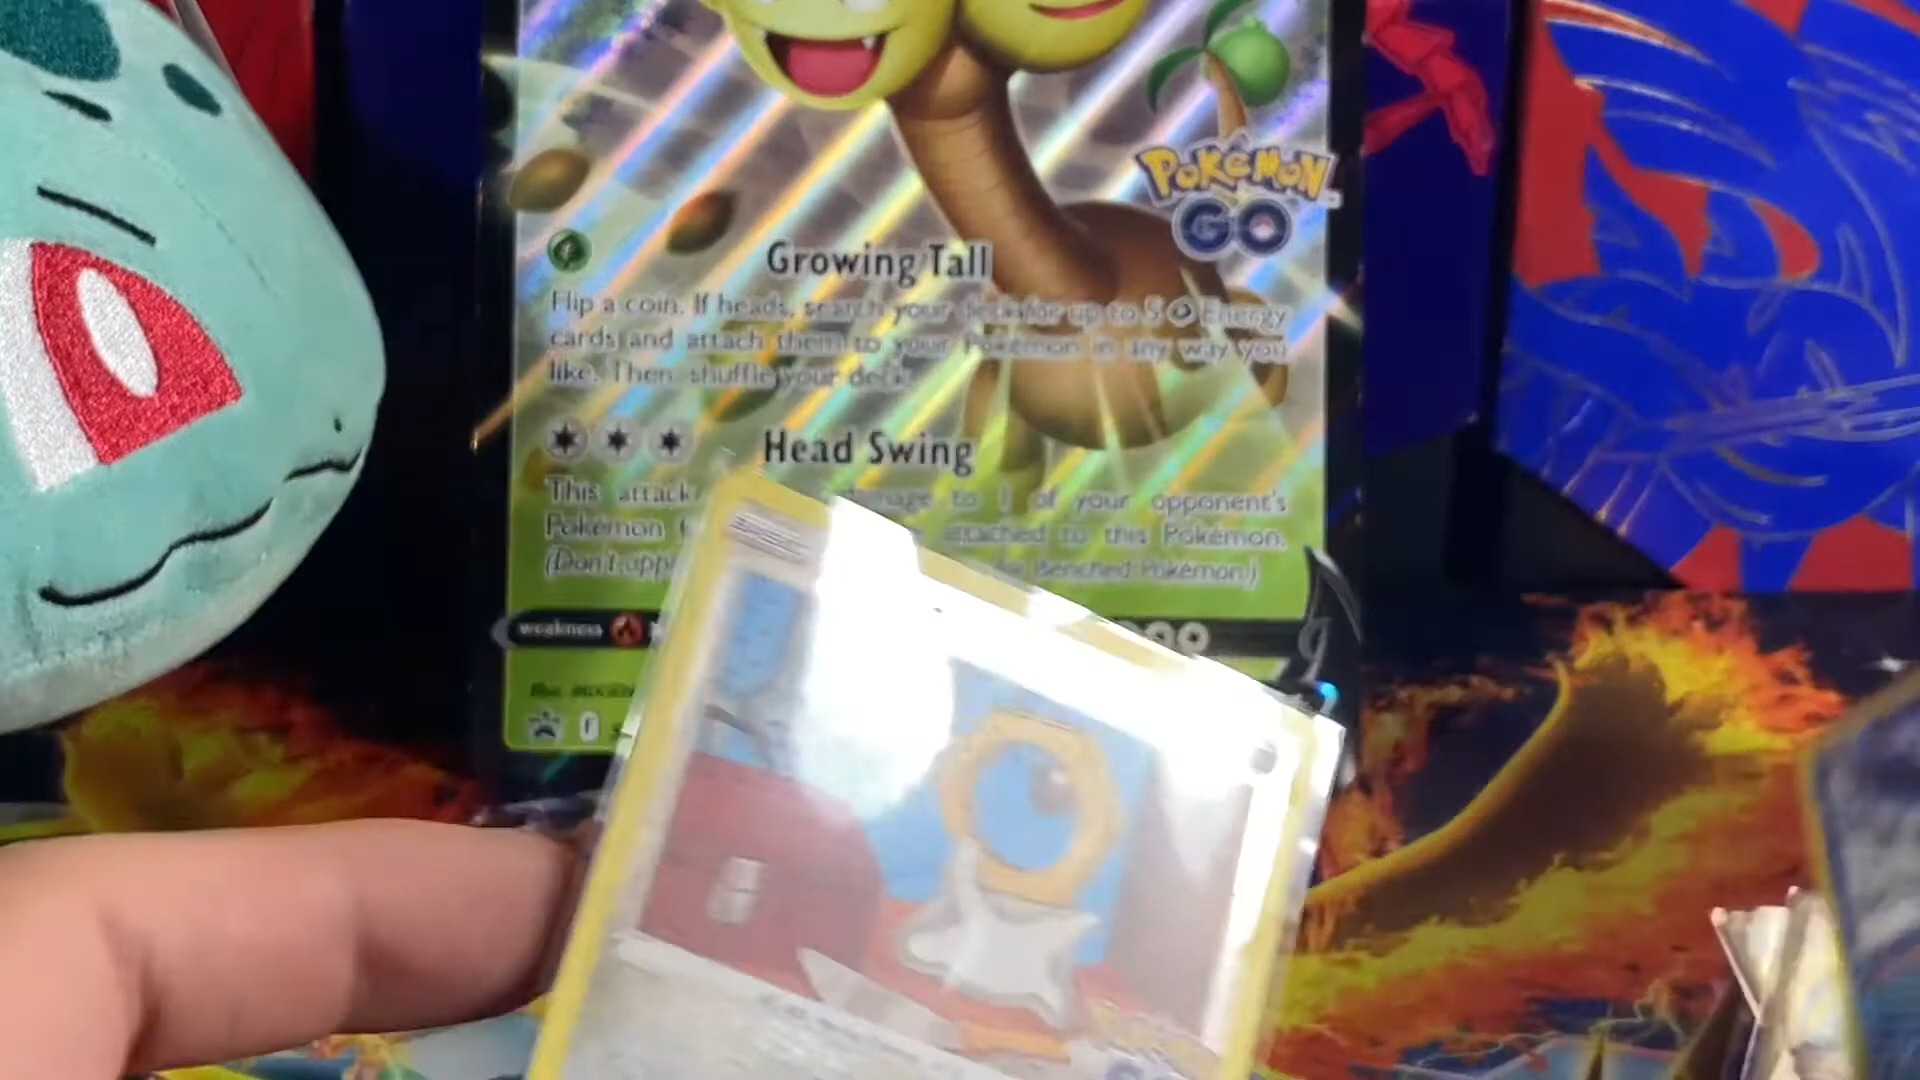 POKÉMON
GO
Growing Tall
Flip a coin. If heads, search your deck for up to 5 Energy
cards and attach them to your Pokémon in any way you
like. Then, shuffle your deck.
Head Swing
This attack damage to 1 of your opponent's
Pokémon attached to this Pokémon.
(Don't Benched Pokémon.)
weakness
F